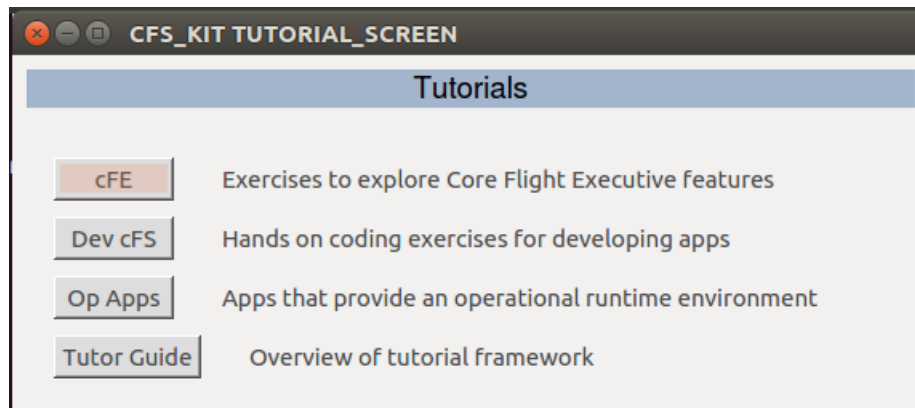 CFS_KIT TUTORIAL_SCREEN
Tutorials
cFE Exercises to explore Core Flight Executive features
Dev cFS Hands on coding exercises for developing apps
Op Apps Apps that provide an operational runtime environment
Tutor Guide Overview of tutorial framework